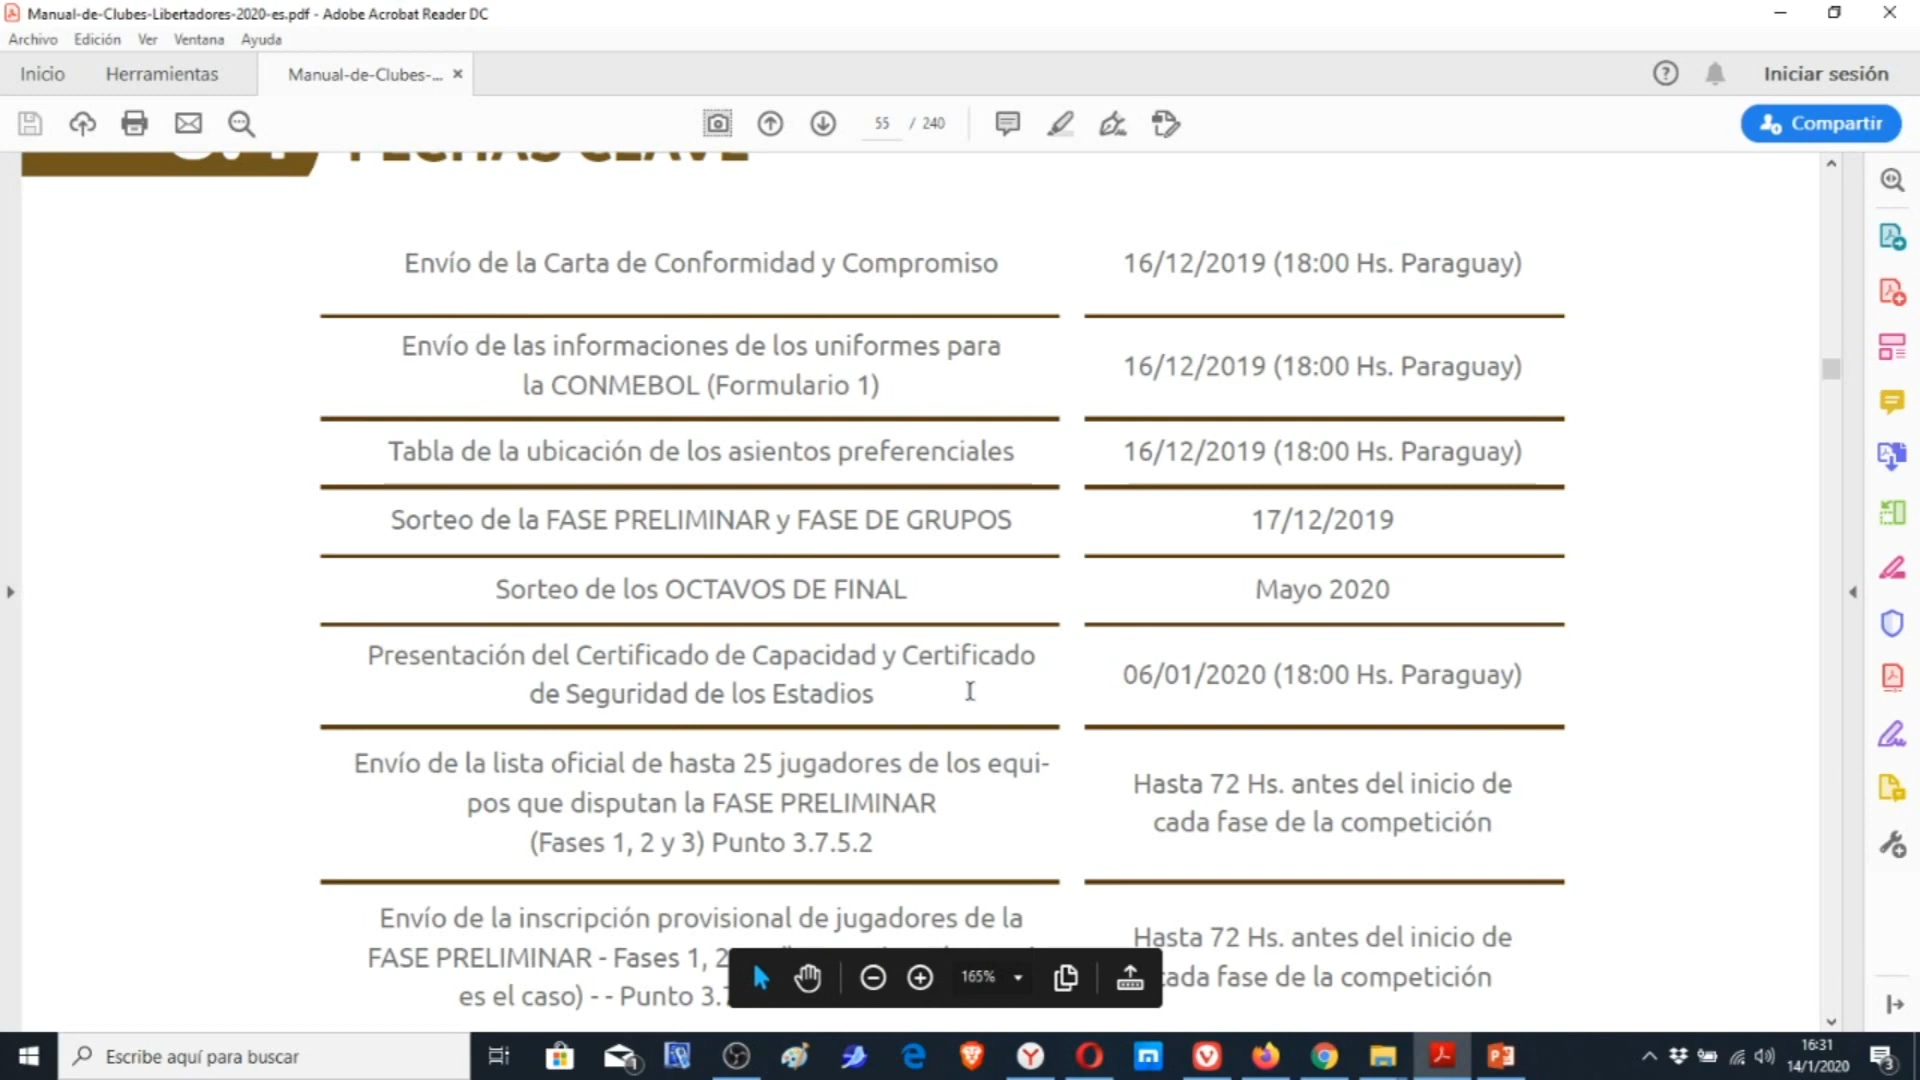 Manual-de-Clubes-Libertadores-2020-es.pdf - Adobe Acrobat Reader DC
Archivo Edición Ver Ventana Ayuda
Inicio Herramientas Manual-de-Clubes-... × Iniciar sesión
55 / 240 Compartir
FECHAS CLAVE
Envío de la Carta de Conformidad y Compromiso 16/12/2019 (18:00 Hs. Paraguay)
Envío de las informaciones de los uniformes para
la CONMEBOL (Formulario 1) 16/12/2019 (18:00 Hs. Paraguay)
Tabla de la ubicación de los asientos preferenciales 16/12/2019 (18:00 Hs. Paraguay)
Sorteo de la FASE PRELIMINAR y FASE DE GRUPOS 17/12/2019
Sorteo de los OCTAVOS DE FINAL Mayo 2020
Presentación del Certificado de Capacidad y Certificado
de Seguridad de los Estadios 06/01/2020 (18:00 Hs. Paraguay)
Envío de la lista oficial de hasta 25 jugadores de los equi-
pos que disputan la FASE PRELIMINAR
(Fases 1, 2 y 3) Punto 3.7.5.2
Hasta 72 Hs. antes del inicio de
cada fase de la competición
Envío de la inscripción provisional de jugadores de la
FASE PRELIMINAR - Fases 1, 2
es el caso) - - Punto 3.7
Hasta 72 Hs. antes del inicio de
cada fase de la competición
165%
Escribe aquí para buscar
16:31
14/1/2020